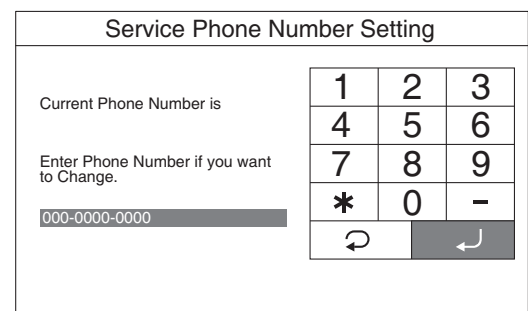 Service Phone Number Setting
Current Phone Number is
Enter Phone Number if you want
to Change.
000-0000-0000
1 2 3
4 5 6
7 8 9
* 0 -